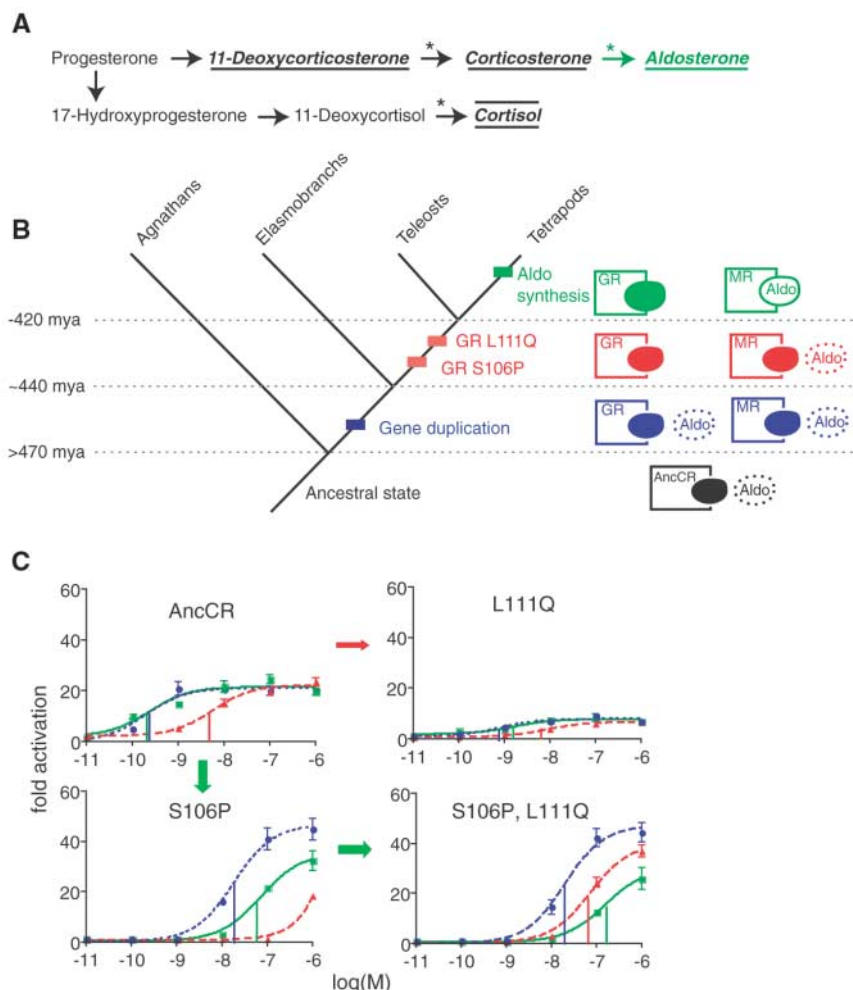 A
Progesterone 11-Deoxycorticosterone * Corticosterone * Aldosterone
17-Hydroxyprogesterone 11-Deoxycortisol * Cortisol
B
Agnathans
Elasmobranchs
Teleosts
Tetrapods
Aldo
synthesis
GR
MR
Aldo
-420 mya
GR L111Q
GR S106P
GR
MR
Aldo
~440 mya
Gene duplication
GR
Aldo
MR
Aldo
>470 mya
Ancestral state
AncCR
Aldo
C
fold activation
AncCR
60
40
20
0
-11 -10 -9 -8 -7 -6
L111Q
60
40
20
0
-11 -10 -9 -8 -7 -6
S106P
60
40
20
0
-11 -10 -9 -8 -7 -6
S106P, L111Q
60
40
20
0
-11 -10 -9 -8 -7 -6
log(M)